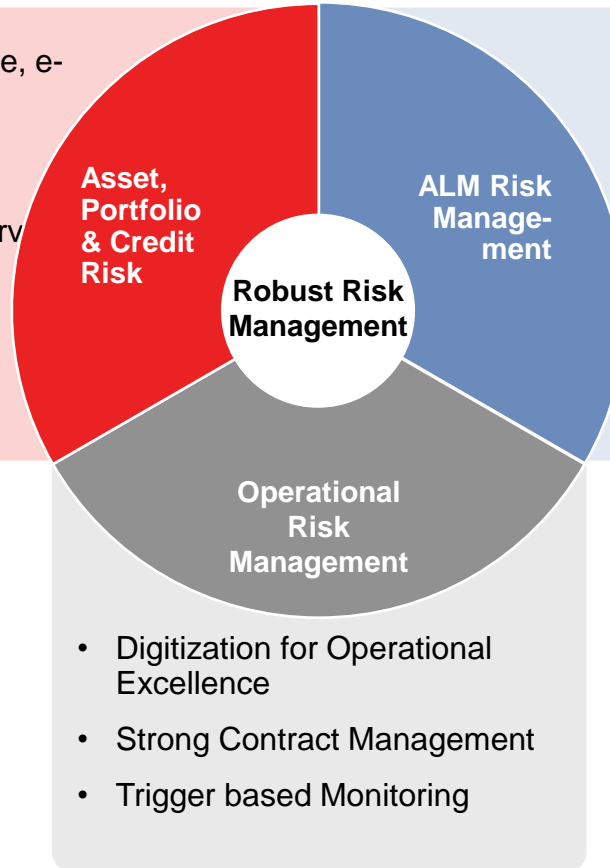 e, e-
Asset,
Portfolio
& Credit
Risk
ALM Risk
Manage-
ment
Robust Risk
Management
Operational
Risk
Management
• Digitization for Operational
Excellence
• Strong Contract Management
• Trigger based Monitoring